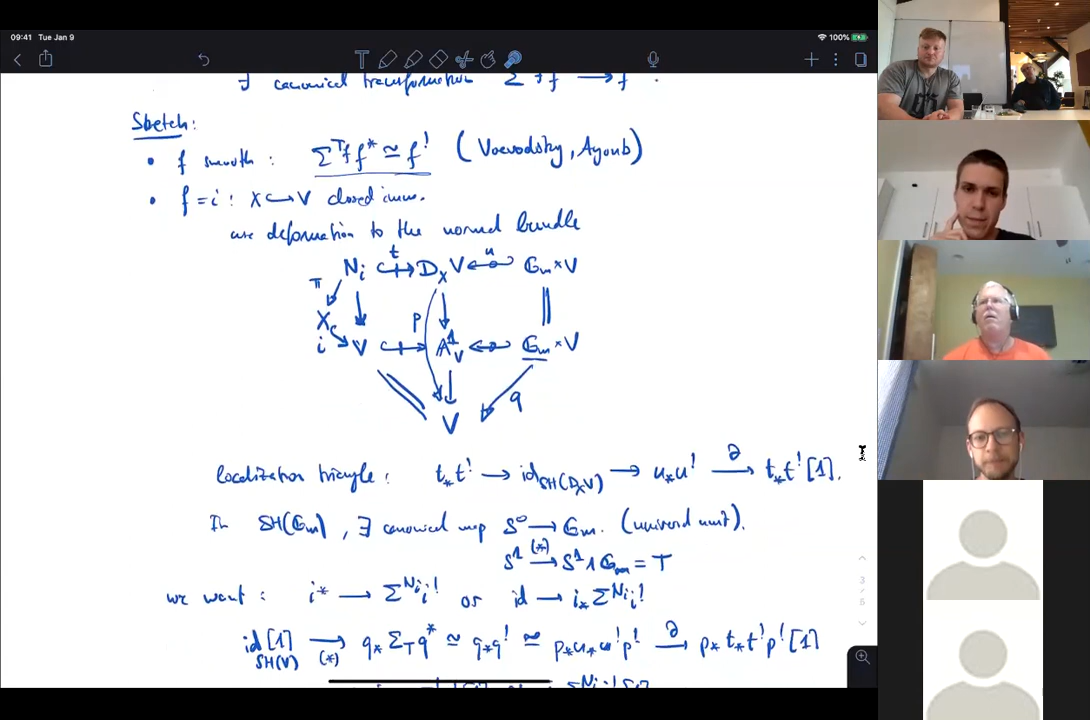 09:41 Tue Jan 9
100%
∃ canonical transformation Σ f →f
Sketch:
• f smooth : Σ^{T_f} f^* ≃ f^! (Voevodsky, Ayoub)
• f = i : X ↪ V closed imm.
use deformation to the normal bundle
N_i t D_X V u G_m × V
π
X p
i V A^1_V G_m × V
q
V
localization triangle : t_* t^! → id_{SH(D_X V)} → u_* u^! →∂ t_* t^! [1].
In SH(G_m), ∃ canonical map S^0 → G_m. (universal unit).
S^1 →(*) S^1 ∧ G_m = T
We want : i^* → Σ^{N_i} i^! or id → i_* Σ^{N_i} i^!
id_{SH(V)} [1] →(*) q_* Σ_T q^* ≃ q_* q^! ≃ p_* u_* u^! p^! →∂ p_* t_* t^! p^! [1]
3
/
5